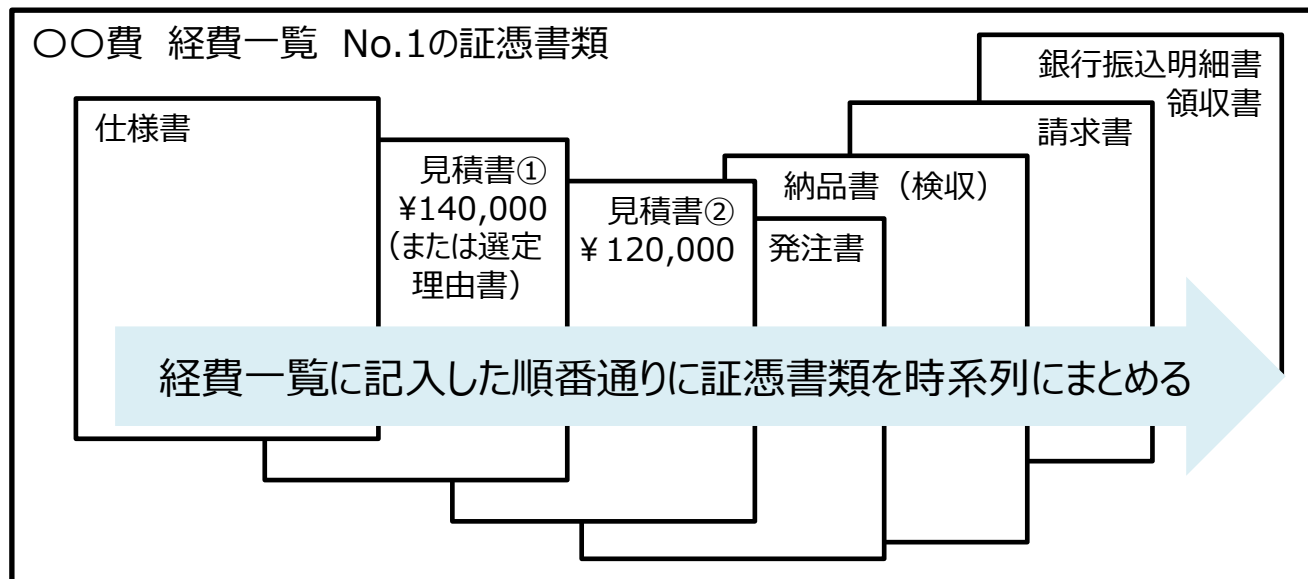 〇〇費 経費一覧 No.1の証憑書類
仕様書
見積書①
¥140,000
(または選定
理由書)
見積書②
¥120,000
発注書
納品書（検収）
請求書
銀行振込明細書
領収書
経費一覧に記入した順番通りに証憑書類を時系列にまとめる